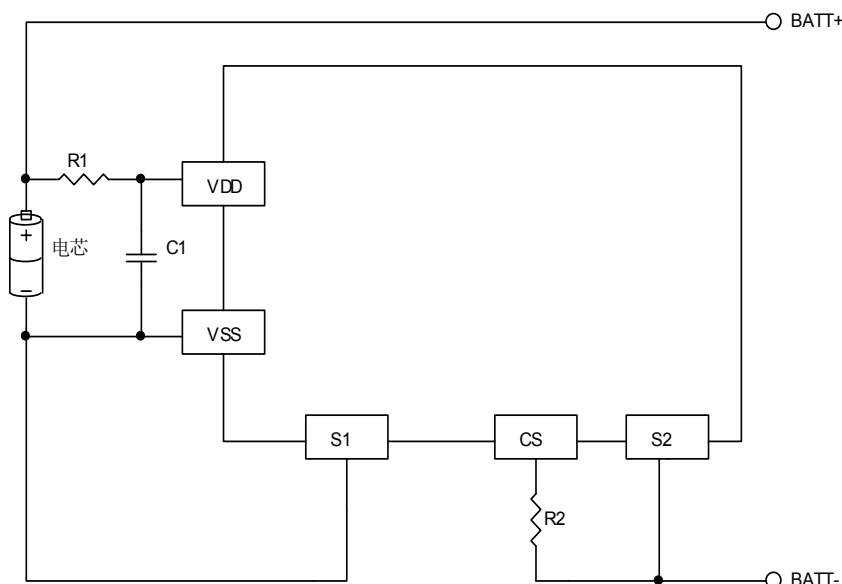 BATT+
R1
VDD
+
电芯
C1
−
VSS
S1
CS
S2
R2
BATT-